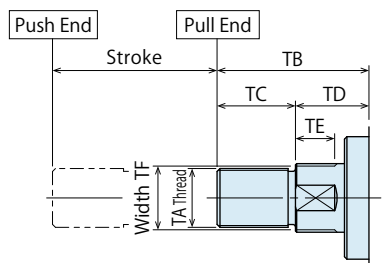 Push End
Pull End
Stroke
TB
TC
TD
TE
Width TF
TA Thread